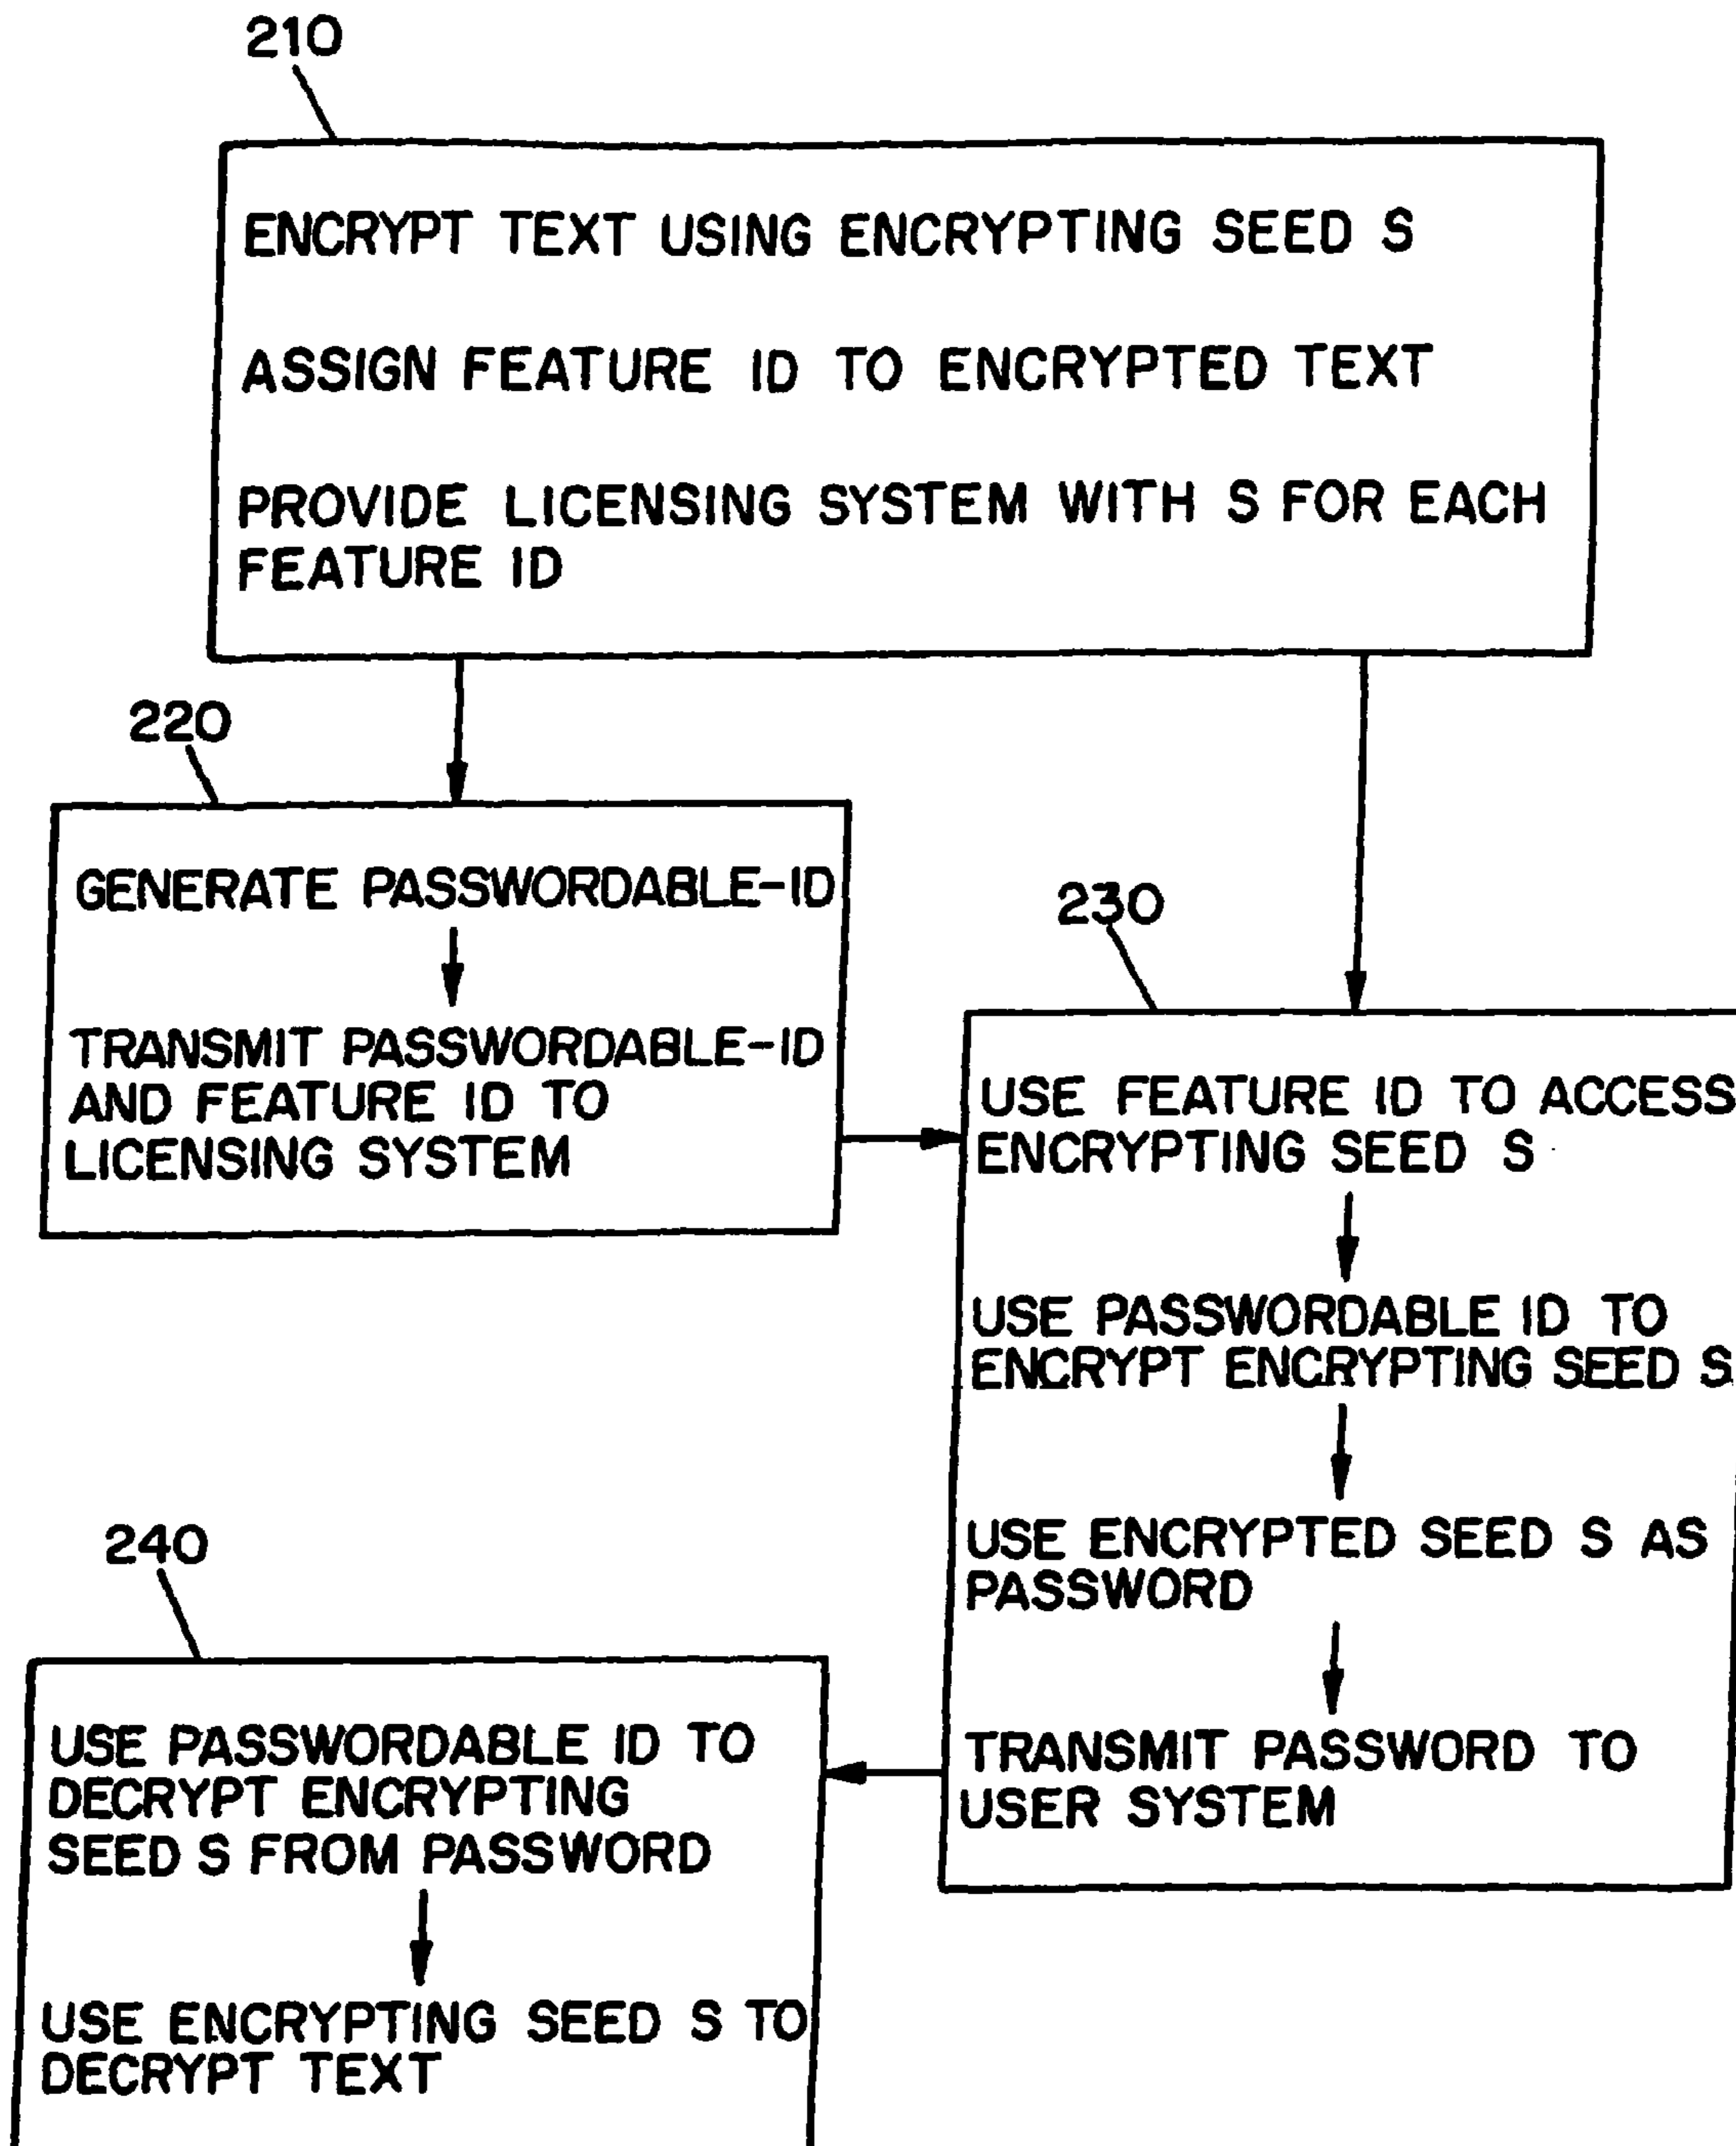 210
ENCRYPT TEXT USING ENCRYPTING SEED S
ASSIGN FEATURE ID TO ENCRYPTED TEXT
PROVIDE LICENSING SYSTEM WITH S FOR EACH
FEATURE ID
220
GENERATE PASSWORDABLE-ID
TRANSMIT PASSWORDABLE-ID
AND FEATURE ID TO
LICENSING SYSTEM
230
USE FEATURE ID TO ACCESS
ENCRYPTING SEED S
USE PASSWORDABLE ID TO
ENCRYPT ENCRYPTING SEED S
USE ENCRYPTED SEED S AS
PASSWORD
TRANSMIT PASSWORD TO
USER SYSTEM
240
USE PASSWORDABLE ID TO
DECRYPT ENCRYPTING
SEED S FROM PASSWORD
USE ENCRYPTING SEED S TO
DECRYPT TEXT